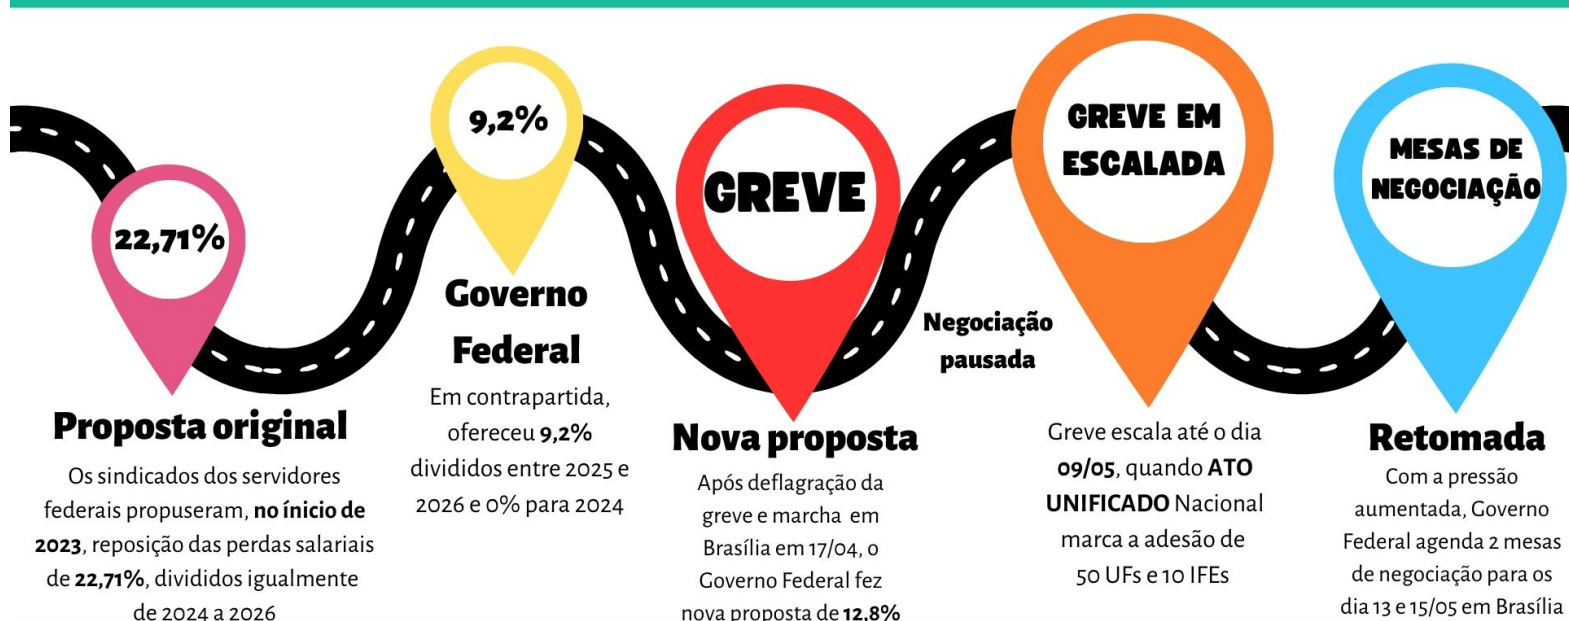 22,71%
Proposta original
Os sindicados dos servidores
federais propuseram, no ínicio de
2023, reposição das perdas salariais
de 22,71%, divididos igualmente
de 2024 a 2026
9,2%
Governo
Federal
Em contrapartida,
ofereceu 9,2%
divididos entre 2025 e
2026 e 0% para 2024
GREVE
Nova proposta
Após deflagração da
greve e marcha em
Brasília em 17/04, o
Governo Federal fez
nova proposta de 12,8%
Negociação
pausada
GREVE EM
ESCALADA
Greve escala até o dia
09/05, quando ATO
UNIFICADO Nacional
marca a adesão de
50 UFs e 10 IFEs
MESAS DE
NEGOCIAÇÃO
Retomada
Com a pressão
aumentada, Governo
Federal agenda 2 mesas
de negociação para os
dia 13 e 15/05 em Brasília